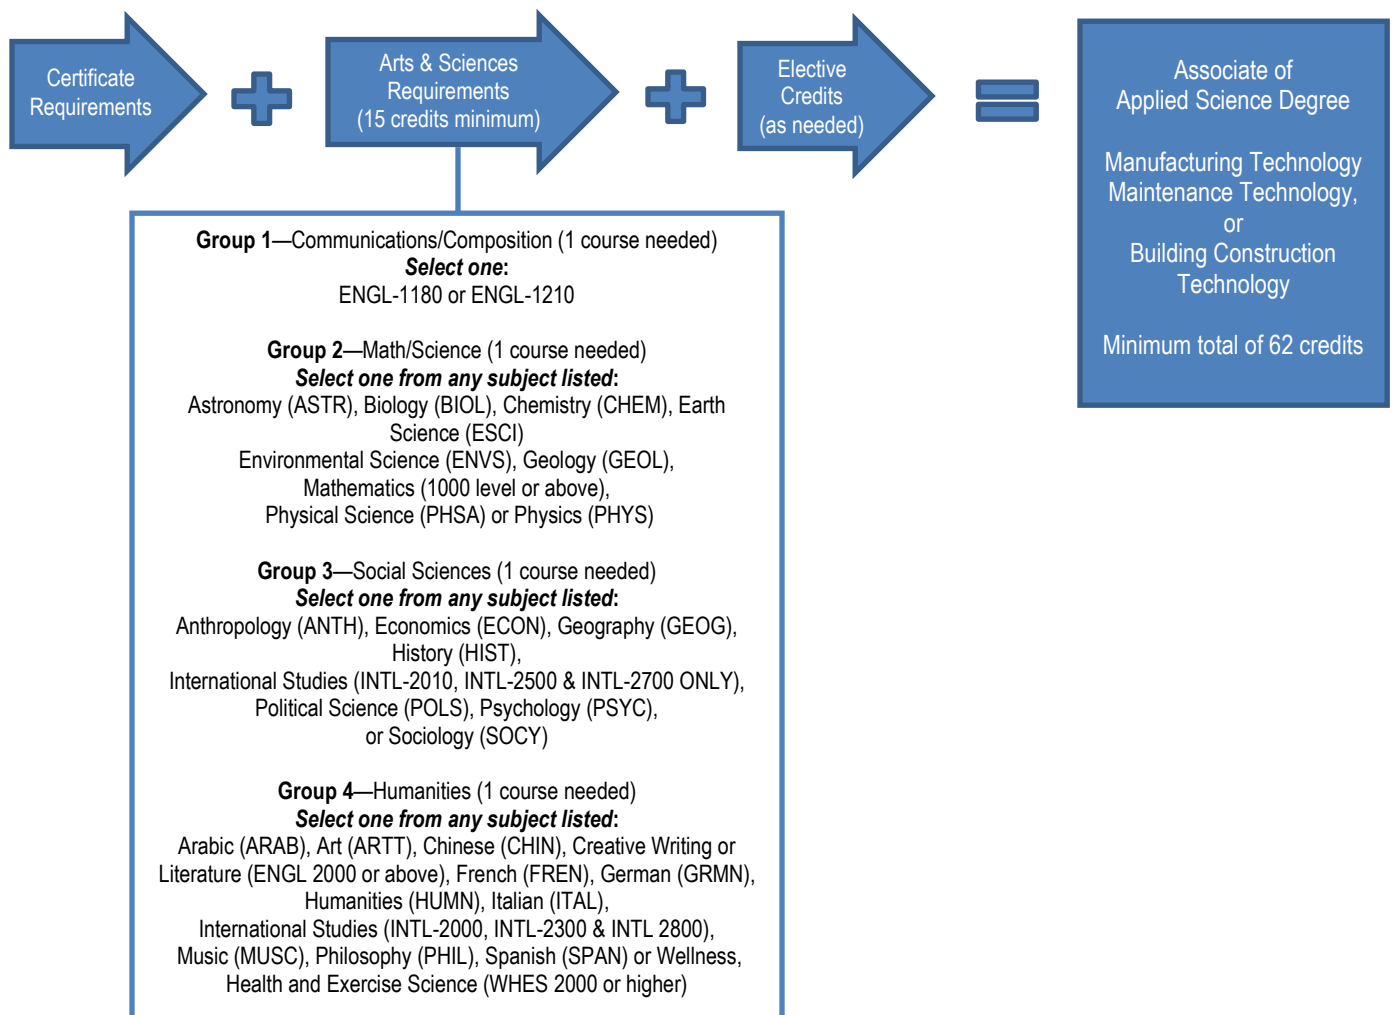 Certificate
Requirements
Arts & Sciences
Requirements
(15 credits minimum)
Elective
Credits
(as needed)
Associate of
Applied Science Degree
Manufacturing Technology
Maintenance Technology,
or
Building Construction
Technology
Minimum total of 62 credits
Group 1—Communications/Composition (1 course needed)
Select one:
ENGL-1180 or ENGL-1210
Group 2—Math/Science (1 course needed)
Select one from any subject listed:
Astronomy (ASTR), Biology (BIOL), Chemistry (CHEM), Earth
Science (ESCI)
Environmental Science (ENVS), Geology (GEOL),
Mathematics (1000 level or above),
Physical Science (PHSA) or Physics (PHYS)
Group 3—Social Sciences (1 course needed)
Select one from any subject listed:
Anthropology (ANTH), Economics (ECON), Geography (GEOG),
History (HIST),
International Studies (INTL-2010, INTL-2500 & INTL-2700 ONLY),
Political Science (POLS), Psychology (PSYC),
or Sociology (SOCY)
Group 4—Humanities (1 course needed)
Select one from any subject listed:
Arabic (ARAB), Art (ARTT), Chinese (CHIN), Creative Writing or
Literature (ENGL 2000 or above), French (FREN), German (GRMN),
Humanities (HUMN), Italian (ITAL),
International Studies (INTL-2000, INTL-2300 & INTL 2800),
Music (MUSC), Philosophy (PHIL), Spanish (SPAN) or Wellness,
Health and Exercise Science (WHES 2000 or higher)